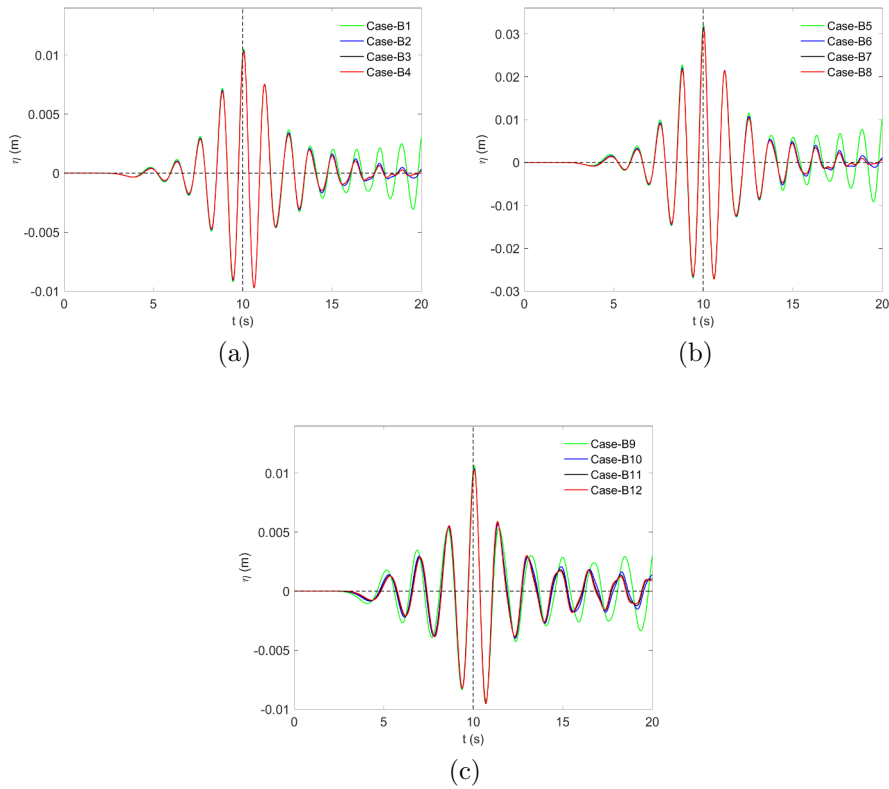 Case-B1
Case-B2
Case-B3
Case-B4
0.01
0.005
0
-0.005
-0.01
η (m)
0 5 10 15 20
t (s)
(a)
Case-B5
Case-B6
Case-B7
Case-B8
0.03
0.02
0.01
0
-0.01
-0.02
-0.03
η (m)
0 5 10 15 20
t (s)
(b)
Case-B9
Case-B10
Case-B11
Case-B12
0.01
0.005
0
-0.005
-0.01
η (m)
0 5 10 15 20
t (s)
(c)